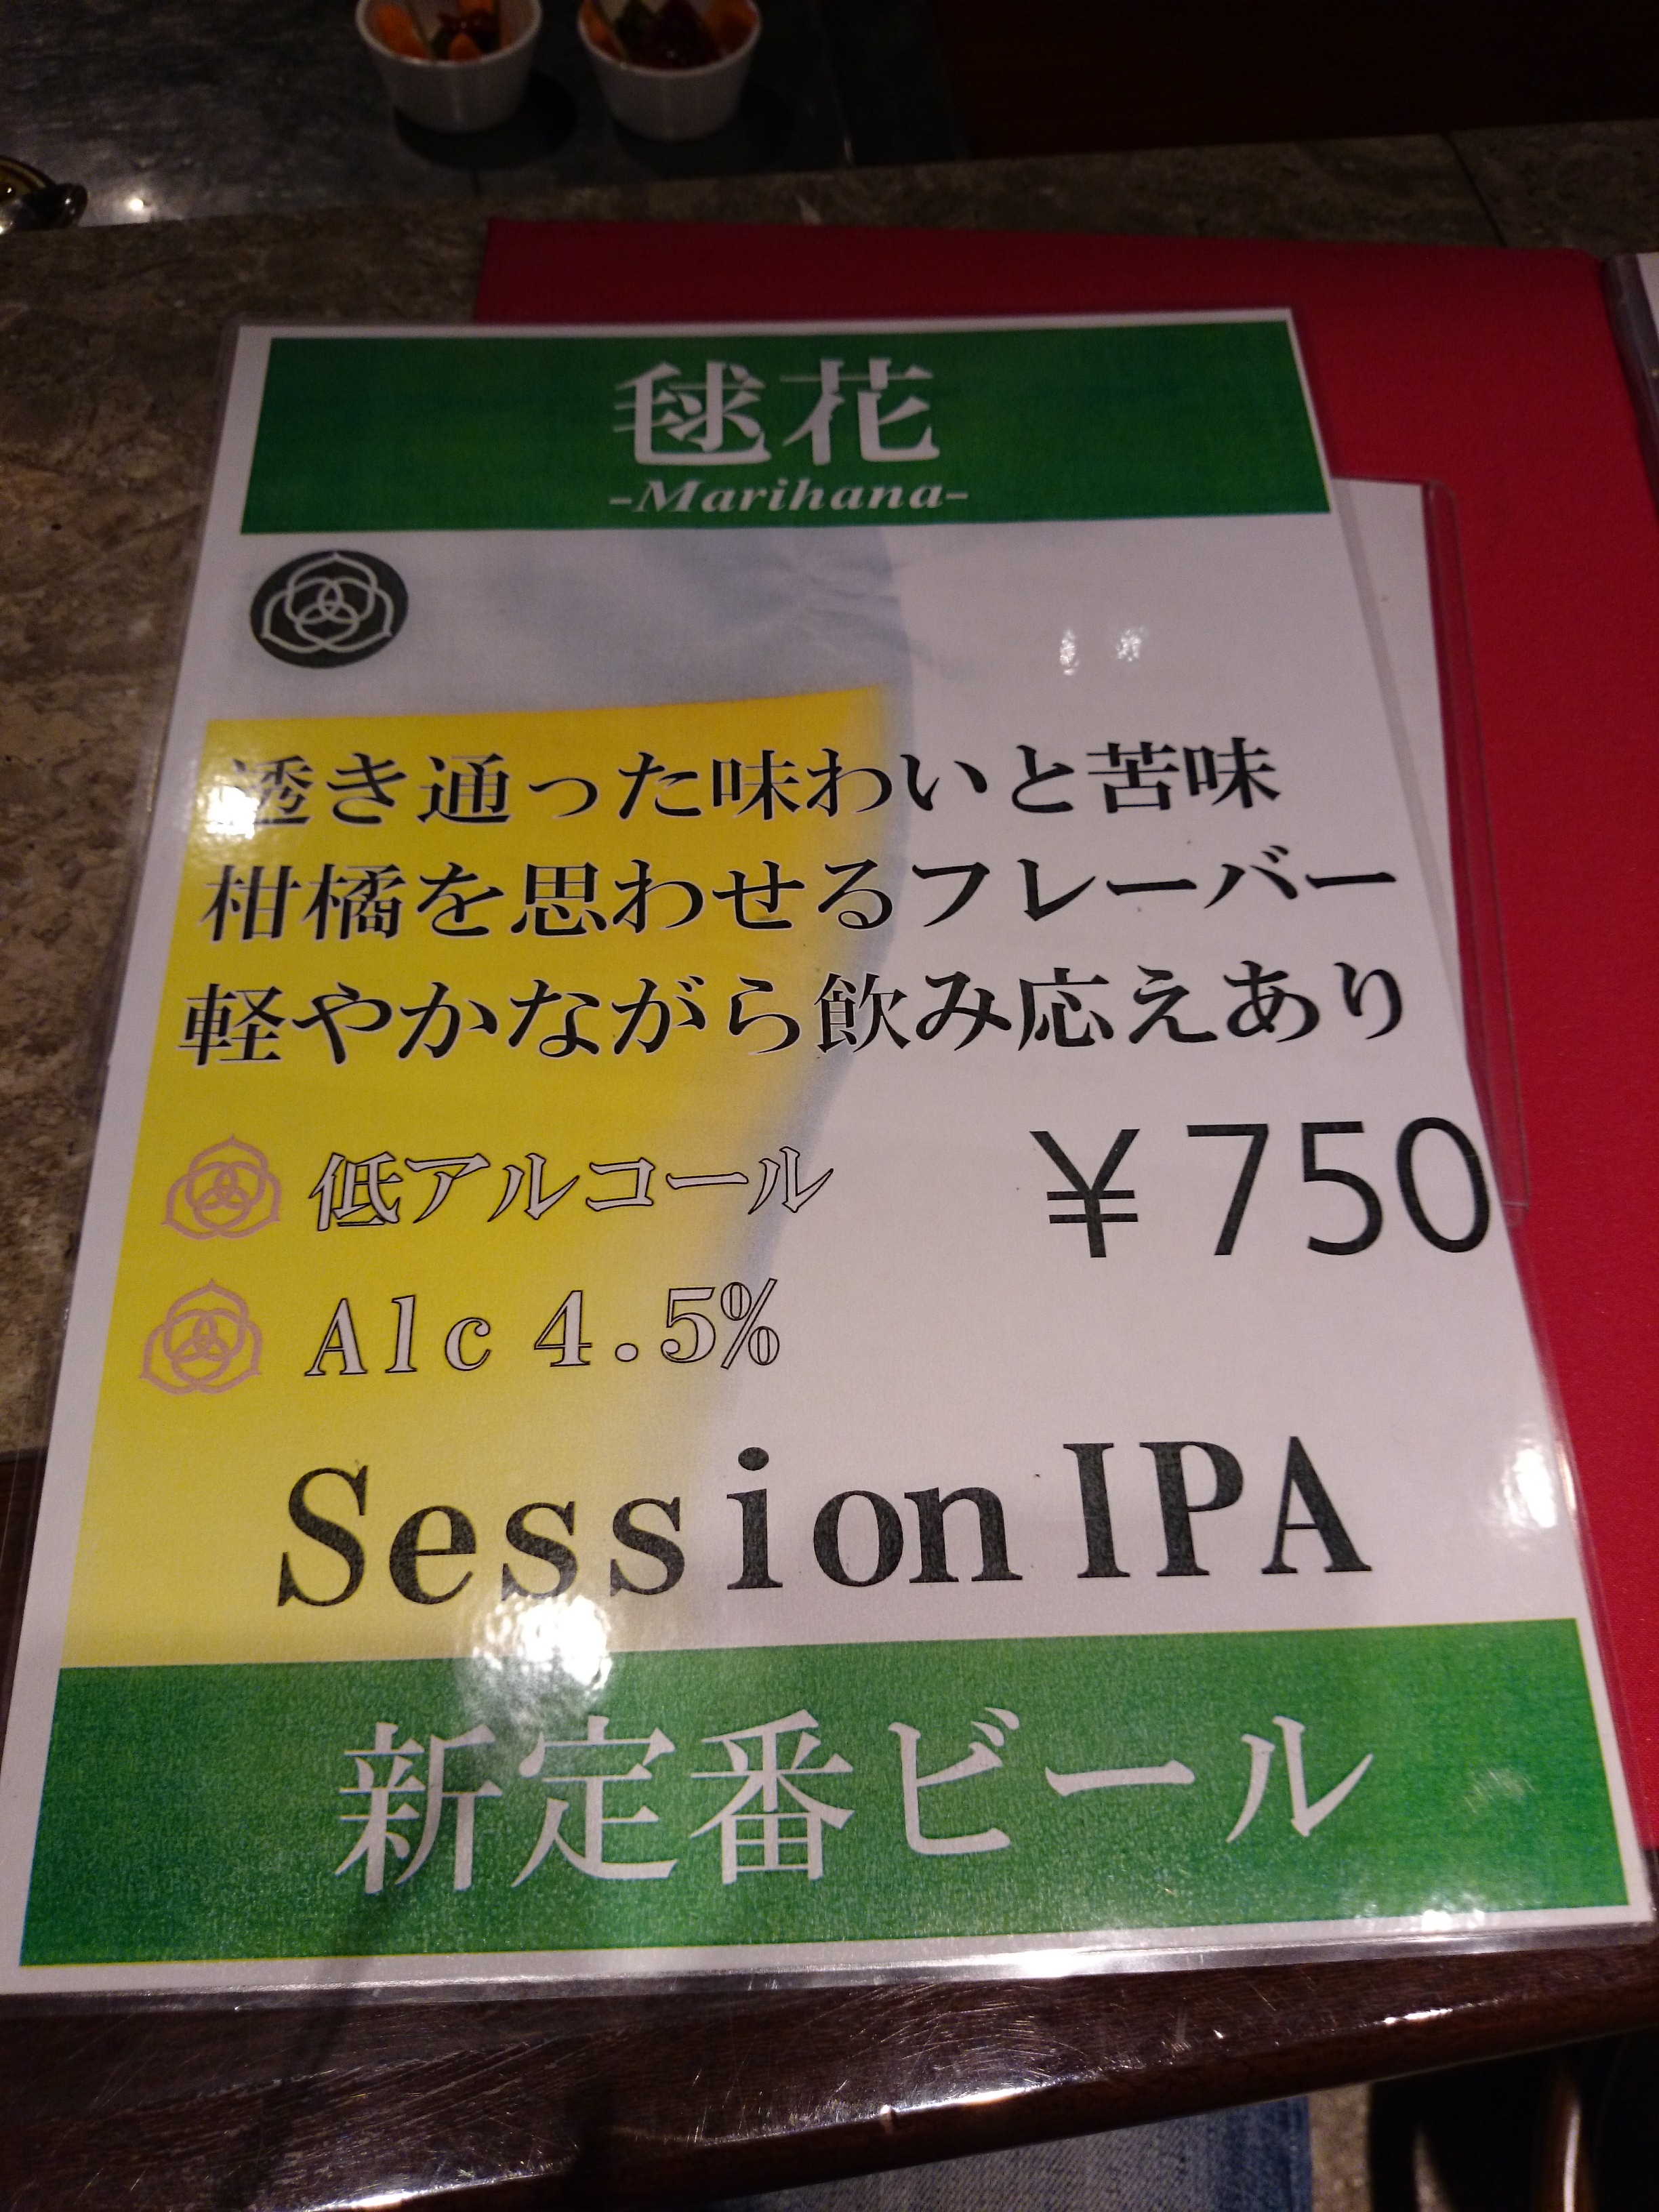 毬花
-Marihana-
透き通った味わいと苦味
柑橘を思わせるフレーバー
軽やかながら飲み応えあり
低アルコール
￥750
Alc 4.5%
Session IPA
新定番ビール